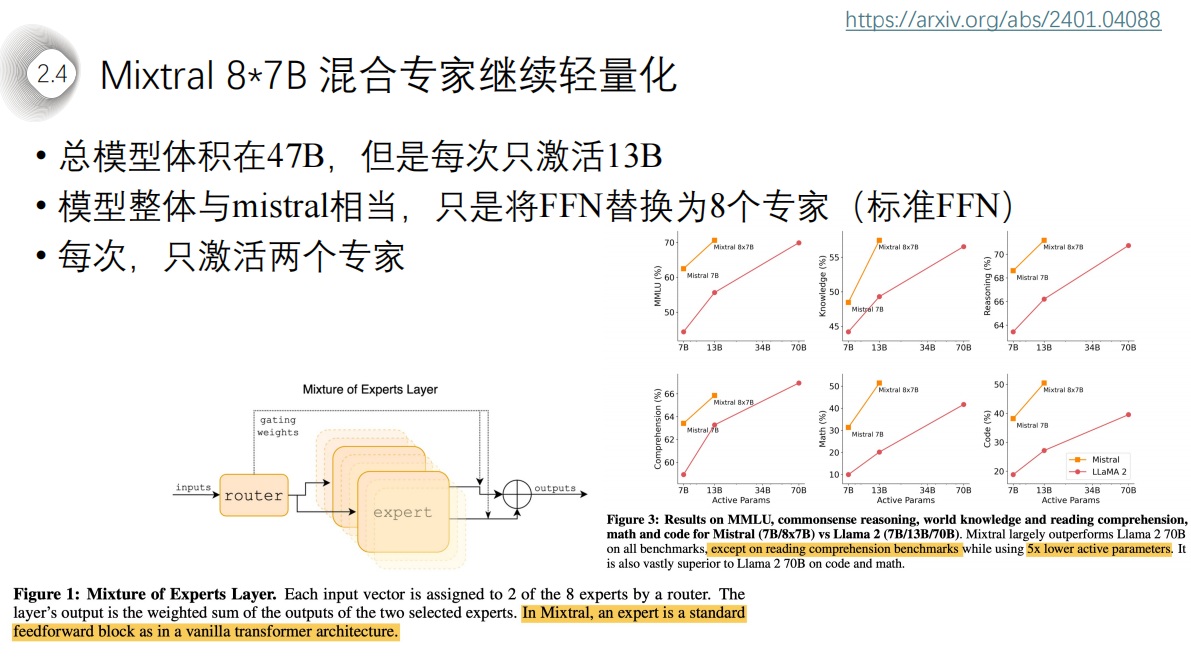 https://arxiv.org/abs/2401.04088
2.4
Mixtral 8*7B 混合专家继续轻量化
• 总模型体积在47B，但是每次只激活13B
• 模型整体与mistral相当，只是将FFN替换为8个专家（标准FFN）
• 每次，只激活两个专家
MMLU (%)
70
60
50
Mixtral 8x7B
Mistral 7B
7B 13B 34B 70B
Knowledge (%)
55
50
45
Mixtral 8x7B
Mistral 7B
7B 13B 34B 70B
Reasoning (%)
70
68
66
64
Mixtral 8x7B
Mistral 7B
7B 13B 34B 70B
Comprehension (%)
66
64
62
60
Mixtral 8x7B
Mistral 7B
7B 13B 34B 70B
Active Params
Math (%)
50
40
30
20
10
Mixtral 8x7B
Mistral 7B
7B 13B 34B 70B
Active Params
Code (%)
50
40
30
20
Mixtral 8x7B
Mistral 7B
Mistral
LLaMA 2
7B 13B 34B 70B
Active Params
Figure 3: Results on MMLU, commonsense reasoning, world knowledge and reading comprehension,
math and code for Mistral (7B/8x7B) vs Llama 2 (7B/13B/70B). Mixtral largely outperforms Llama 2 70B
on all benchmarks, except on reading comprehension benchmarks while using 5x lower active parameters. It
is also vastly superior to Llama 2 70B on code and math.
Mixture of Experts Layer
gating
weights
inputs
router
expert
outputs
Figure 1: Mixture of Experts Layer. Each input vector is assigned to 2 of the 8 experts by a router. The
layer's output is the weighted sum of the outputs of the two selected experts. In Mixtral, an expert is a standard
feedforward block as in a vanilla transformer architecture.